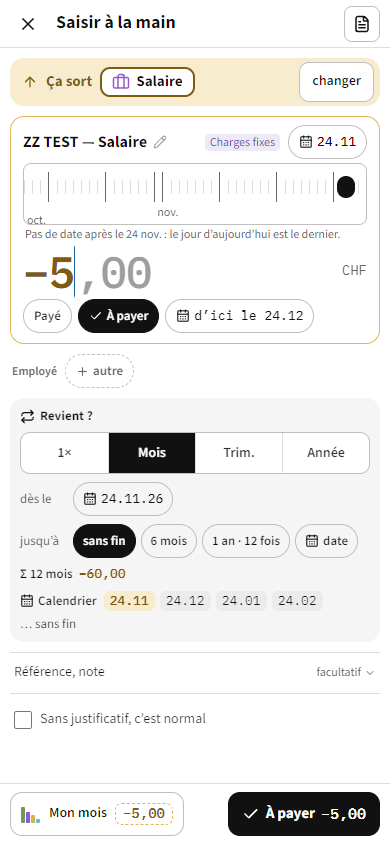 Saisir à la main
Ça sort
Salaire
changer
ZZ TEST — Salaire
Charges fixes
24.11
oct.
nov.
Pas de date après le 24 nov. : le jour d’aujourd’hui est le dernier.
−5,00
CHF
Payé
À payer
d’ici le 24.12
Employé
+ autre
Revient ?
1×
Mois
Trim.
Année
dès le
24.11.26
jusqu’à
sans fin
6 mois
1 an · 12 fois
date
Σ 12 mois −60,00
Calendrier 24.11 24.12 24.01 24.02
… sans fin
Référence, note
facultatif
Sans justificatif, c’est normal
Mon mois −5,00
À payer −5,00